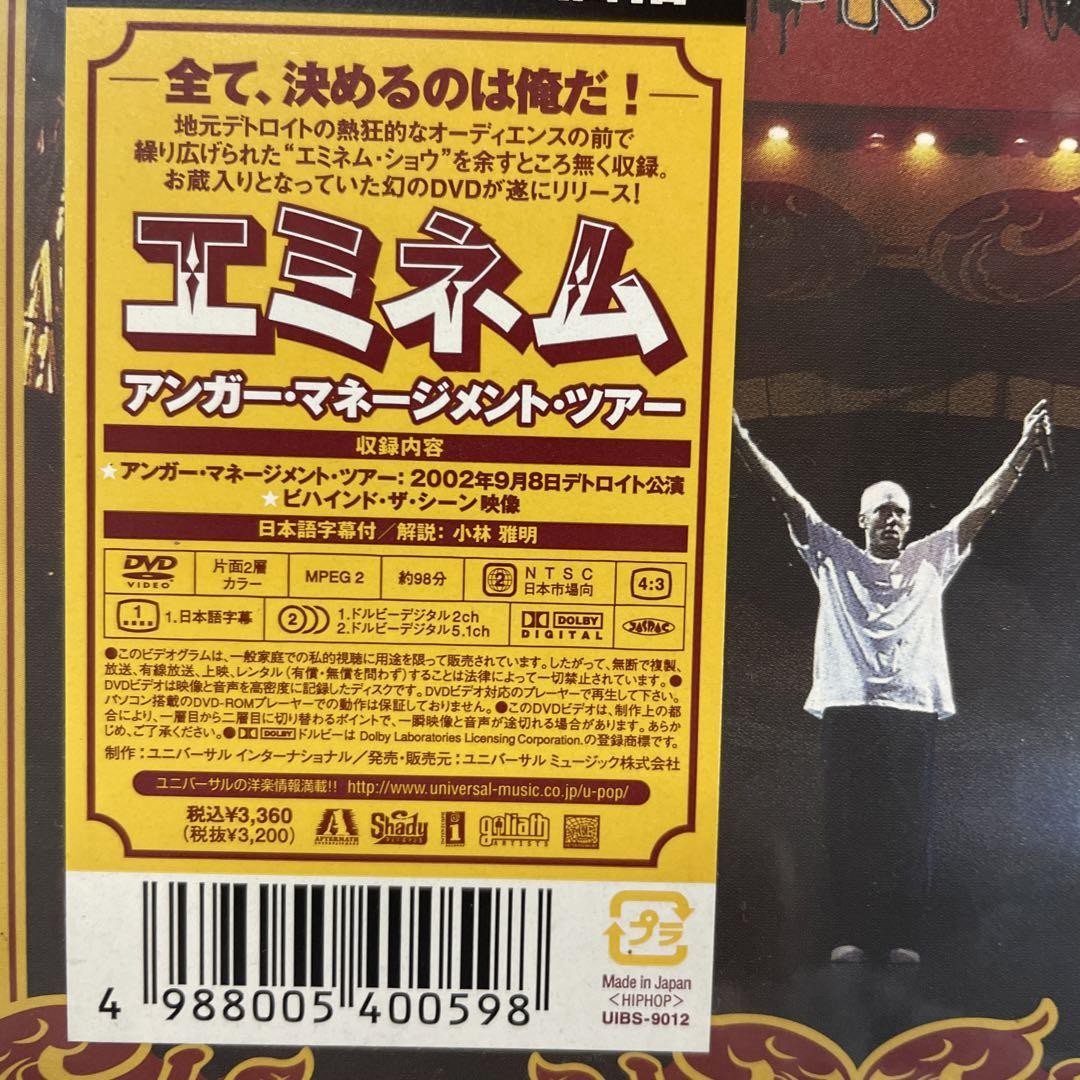 全て、決めるのは俺だ!
地元デトロイトの熱狂的なオーディエンスの前で
繰り広げられた“エミネム・ショウ”を余すところ無く収録。
お蔵入りとなっていた幻のDVDが遂にリリース!
エミネム
アンガー・マネージメント・ツアー
収録内容
★アンガー・マネージメント・ツアー:2002年9月8日デトロイト公演
★ビハインド・ザ・シーン映像
日本語字幕付/解説:小林 雅明
DVD VIDEO 片面2層 カラー MPEG 2 約98分 2 NTSC 日本市場向 4:3
1 1.日本語字幕 2 1.ドルビーデジタル2ch
2.ドルビーデジタル5.1ch DOLBY DIGITAL JASRAC
●このビデオグラムは、一般家庭での私的視聴に用途を限って販売されています。したがって、無断で複製、
放送、有線放送、上映、レンタル(有償・無償を問わず)することは法律によって一切禁止されています。●
DVDビデオは映像と音声を高密度に記録したディスクです。DVDビデオ対応のプレーヤーで再生して下さい。
パソコン搭載のDVD-ROMプレーヤーでの動作は保証しておりません。●このDVDビデオは、制作上の都
合により、一層目から二層目に切り替わるポイントで、一瞬映像と音声が途切れる場合があります。あらか
じめ、ご了承ください。●DOLBY ドルビーは Dolby Laboratories Licensing Corporation.の登録商標です。
制作:ユニバーサル インターナショナル/発売・販売元:ユニバーサル ミュージック株式会社
ユニバーサルの洋楽情報満載!! http://www.universal-music.co.jp/u-pop/
税込¥3,360
(税抜¥3,200)
AFTERMATH
ENTERTAINMENT
Shady
RECORDS
goliath
ARTISTS
プラ
Made in Japan
<HIPHOP>
UIBS-9012
4 988005 400598